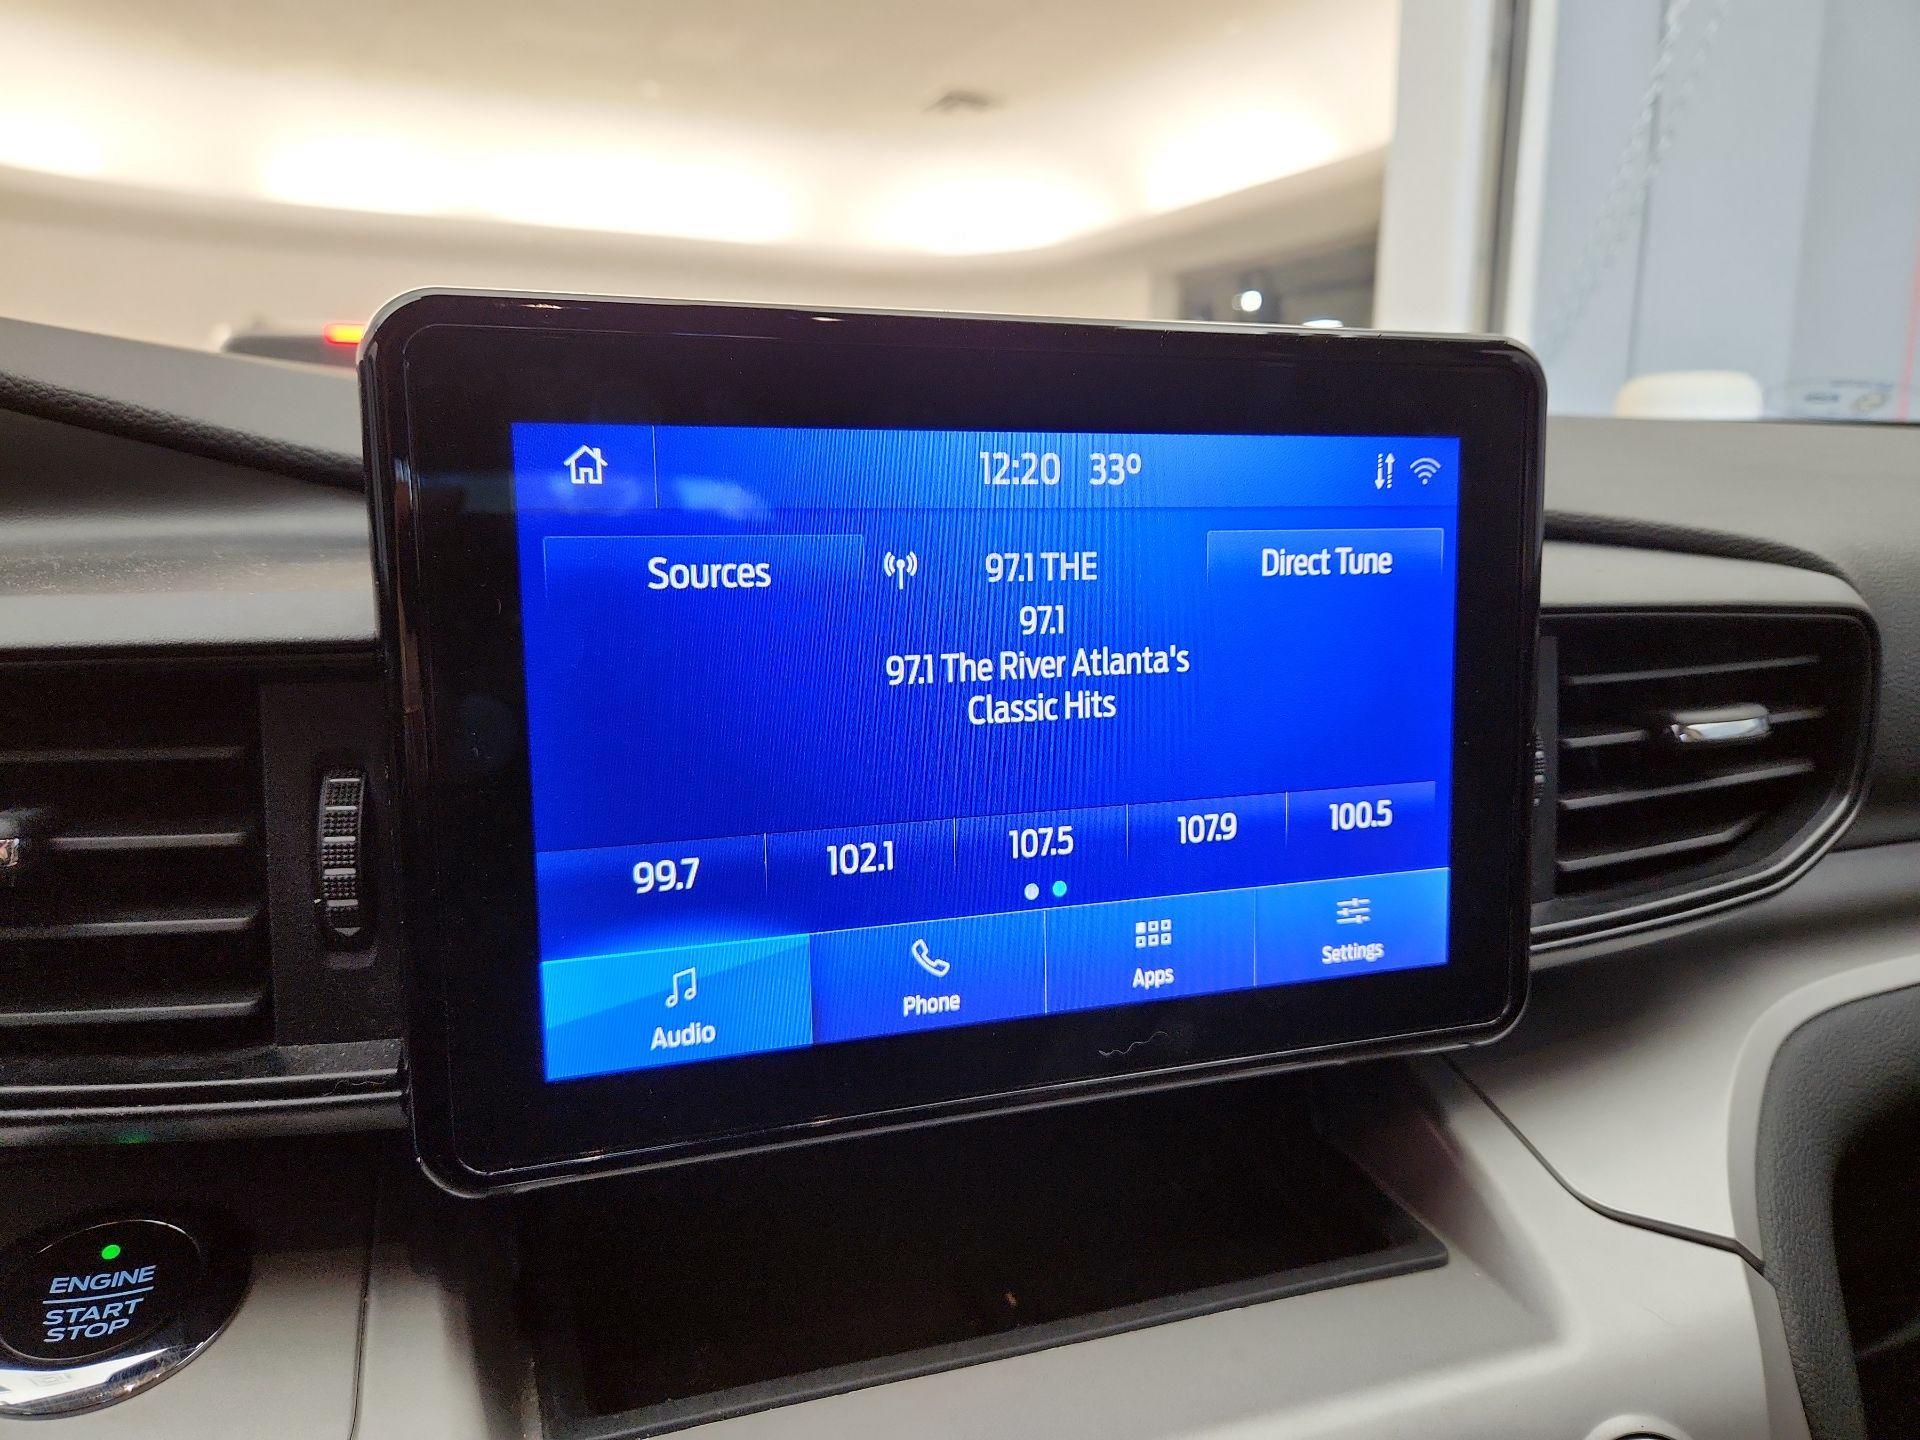 12:20 33°
Sources
97.1 THE
Direct Tune
97.1
97.1 The River Atlanta's
Classic Hits
99.7
102.1
107.5
107.9
100.5
Audio
Phone
Apps
Settings
ENGINE
START
STOP